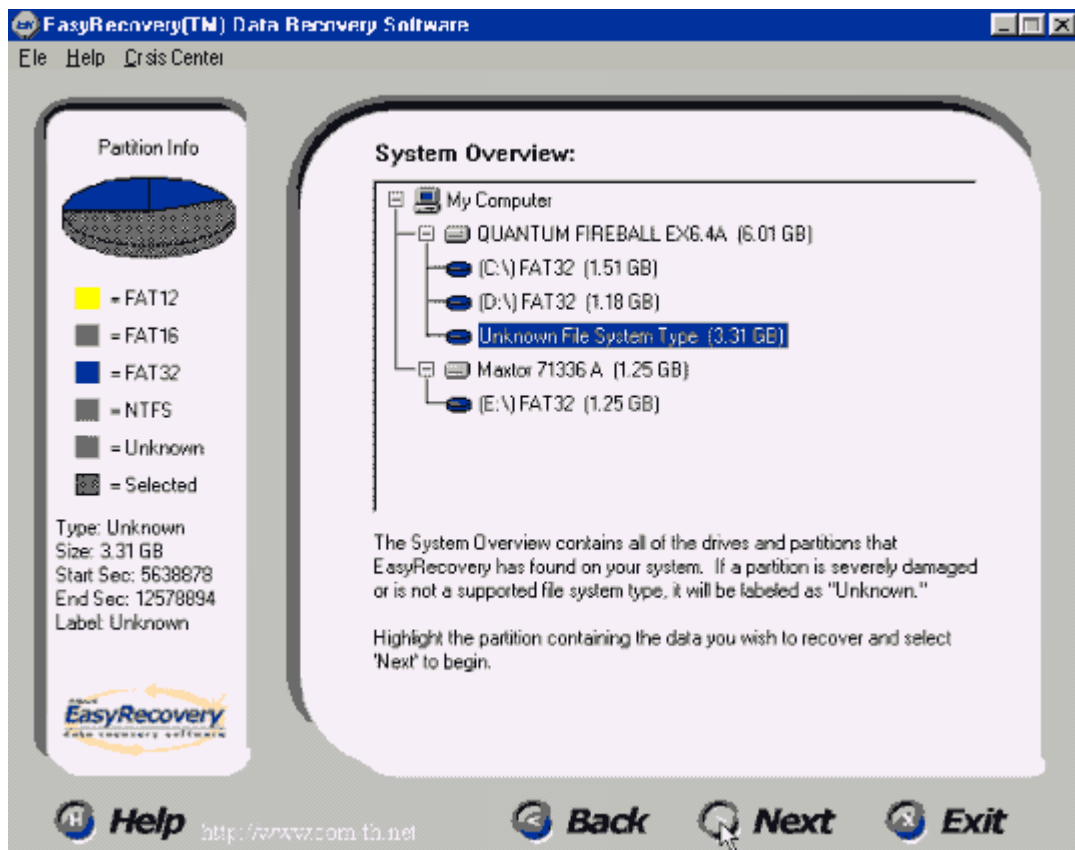 EasyRecovery(TM) Data Recovery Software
File Help Crisis Center
Partition Info
= FAT12
= FAT16
= FAT32
= NTFS
= Unknown
= Selected
Type: Unknown
Size: 3.31 GB
Start Sec: 5638878
End Sec: 12578894
Label: Unknown
EasyRecovery
data recovery software
System Overview:
My Computer
QUANTUM FIREBALL EX6.4A (6.01 GB)
(C:\) FAT32 (1.51 GB)
(D:\) FAT32 (1.18 GB)
Unknown File System Type (3.31 GB)
Maxtor 71336 A (1.25 GB)
(E:\) FAT32 (1.25 GB)
The System Overview contains all of the drives and partitions that
EasyRecovery has found on your system. If a partition is severely damaged
or is not a supported file system type, it will be labeled as "Unknown."
Highlight the partition containing the data you wish to recover and select
'Next' to begin.
Help
Back
Next
Exit